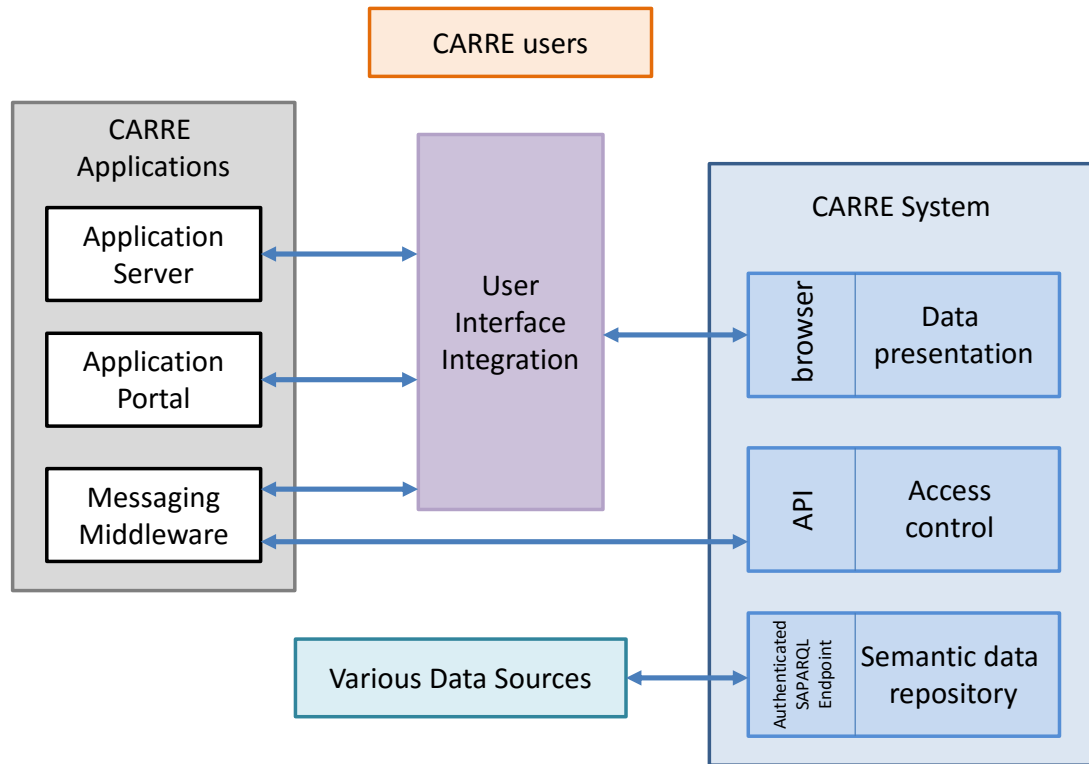 CARRE users
CARRE
Applications
Application
Server
Application
Portal
Messaging
Middleware
User
Interface
Integration
CARRE System
browser
Data
presentation
API
Access
control
Various Data Sources
Authenticated
SAPARQL
Endpoint
Semantic data
repository